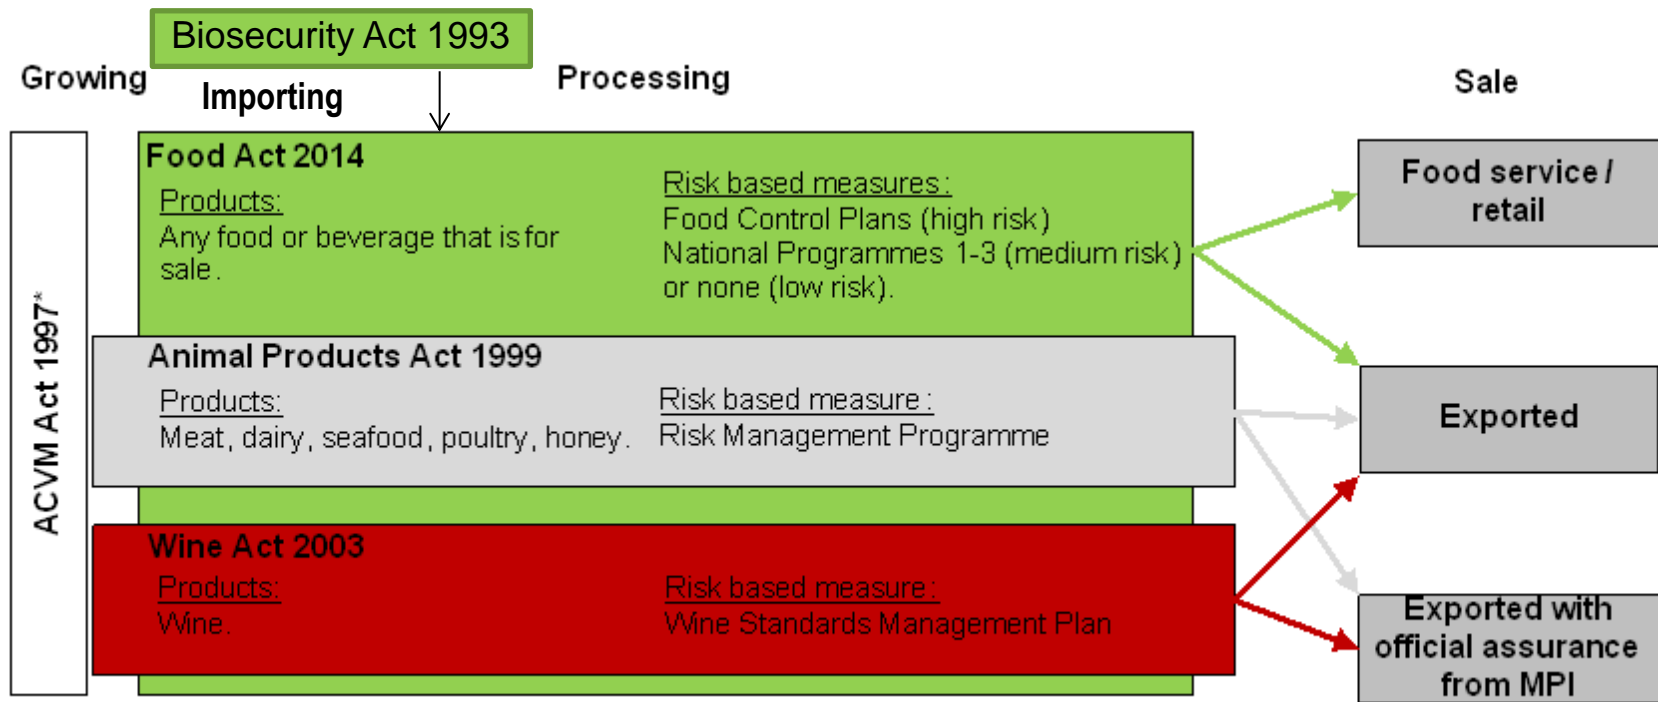 Biosecurity Act 1993
Growing
Importing
Processing
Sale
ACVM Act 1997*
Food Act 2014
Products:
Any food or beverage that is for
sale.
Risk based measures:
Food Control Plans (high risk)
National Programmes 1-3 (medium risk)
or none (low risk).
Animal Products Act 1999
Products:
Meat, dairy, seafood, poultry, honey.
Risk based measure:
Risk Management Programme
Wine Act 2003
Products:
Wine.
Risk based measure:
Wine Standards Management Plan
Food service /
retail
Exported
Exported with
official assurance
from MPI